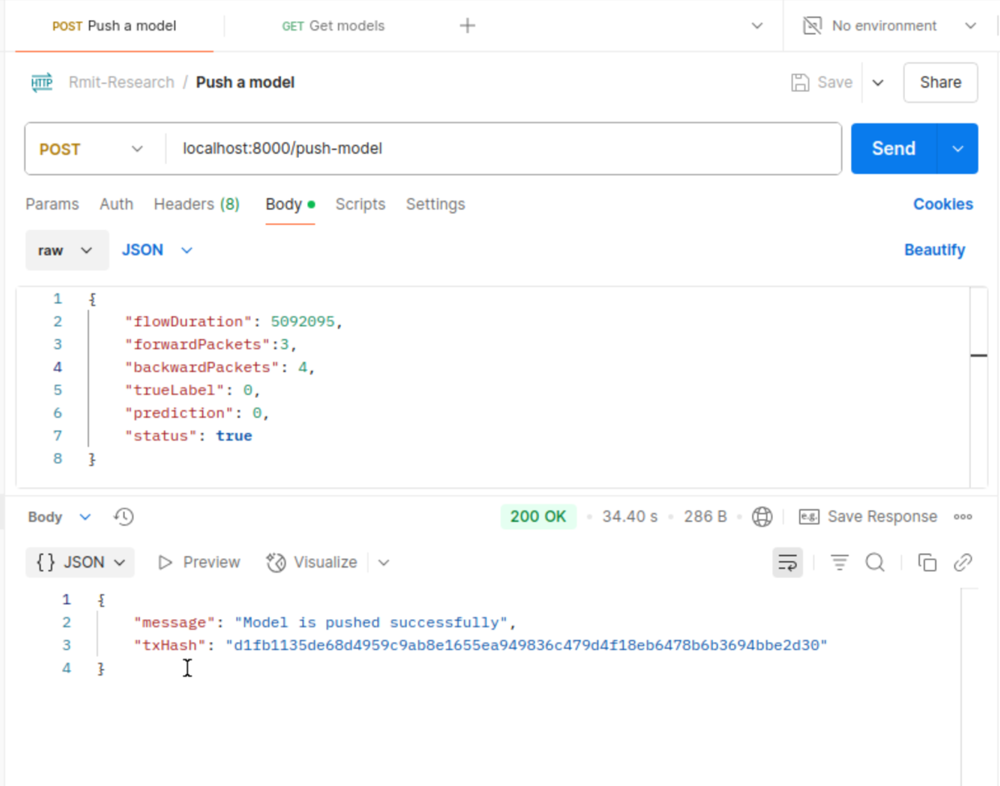 POST Push a model GET Get models + No environment
HTTP Rmit-Research / Push a model Save Share
POST localhost:8000/push-model Send
Params Auth Headers (8) Body Scripts Settings Cookies
raw JSON Beautify
1 {
2 "flowDuration": 5092095,
3 "forwardPackets":3,
4 "backwardPackets": 4,
5 "trueLabel": 0,
6 "prediction": 0,
7 "status": true
8 }
Body 200 OK • 34.40 s • 286 B • e.g. Save Response
{} JSON Preview Visualize
1 {
2 "message": "Model is pushed successfully",
3 "txHash": "d1fb1135de68d4959c9ab8e1655ea949836c479d4f18eb6478b6b3694bbe2d30"
4 }